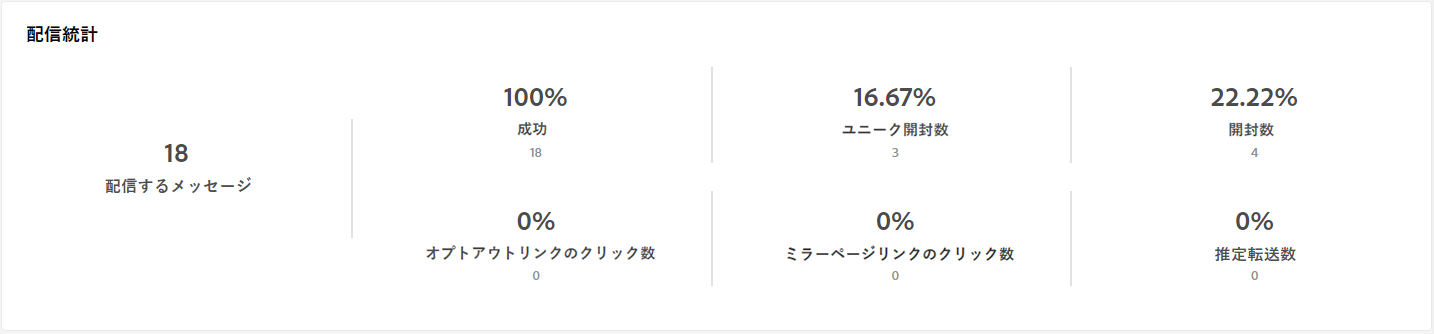 配信統計
18
配信するメッセージ
100%
成功
18
16.67%
ユニーク開封数
3
22.22%
開封数
4
0%
オプトアウトリンクのクリック数
0
0%
ミラーページリンクのクリック数
0
0%
推定転送数
0